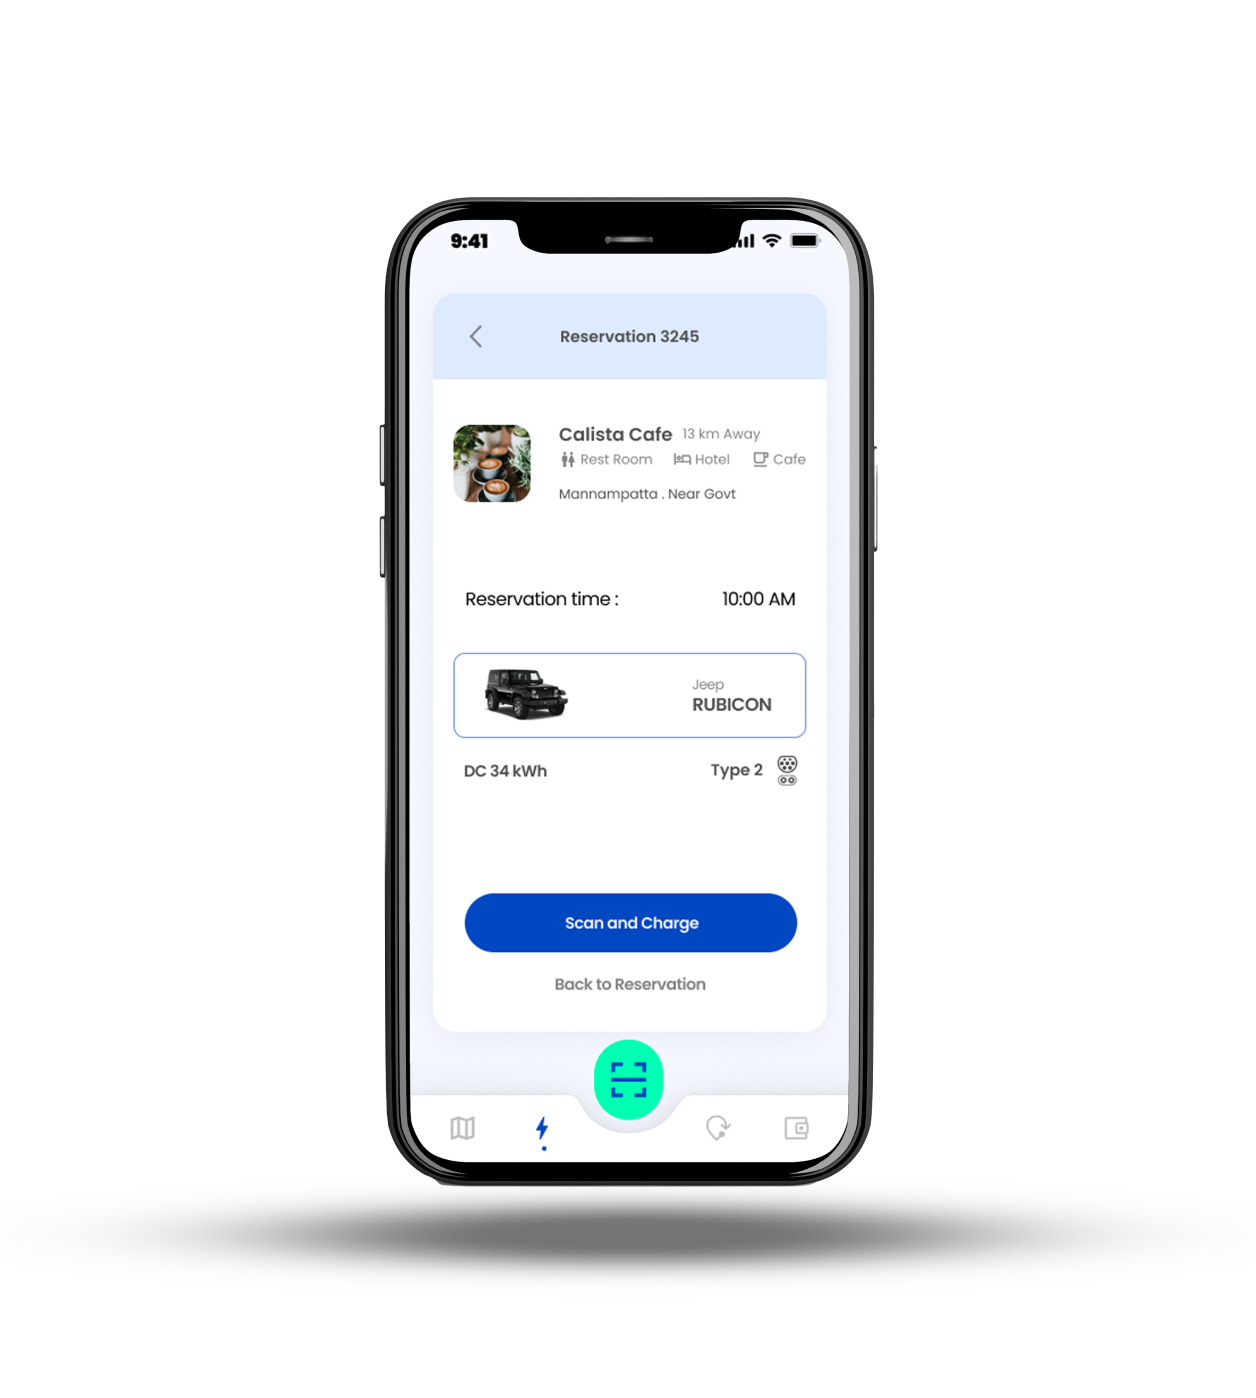 9:41
Reservation 3245
Calista Cafe 13 km Away
Rest Room Hotel Cafe
Mannampatta . Near Govt
Reservation time : 10:00 AM
Jeep
RUBICON
DC 34 kWh Type 2
Scan and Charge
Back to Reservation